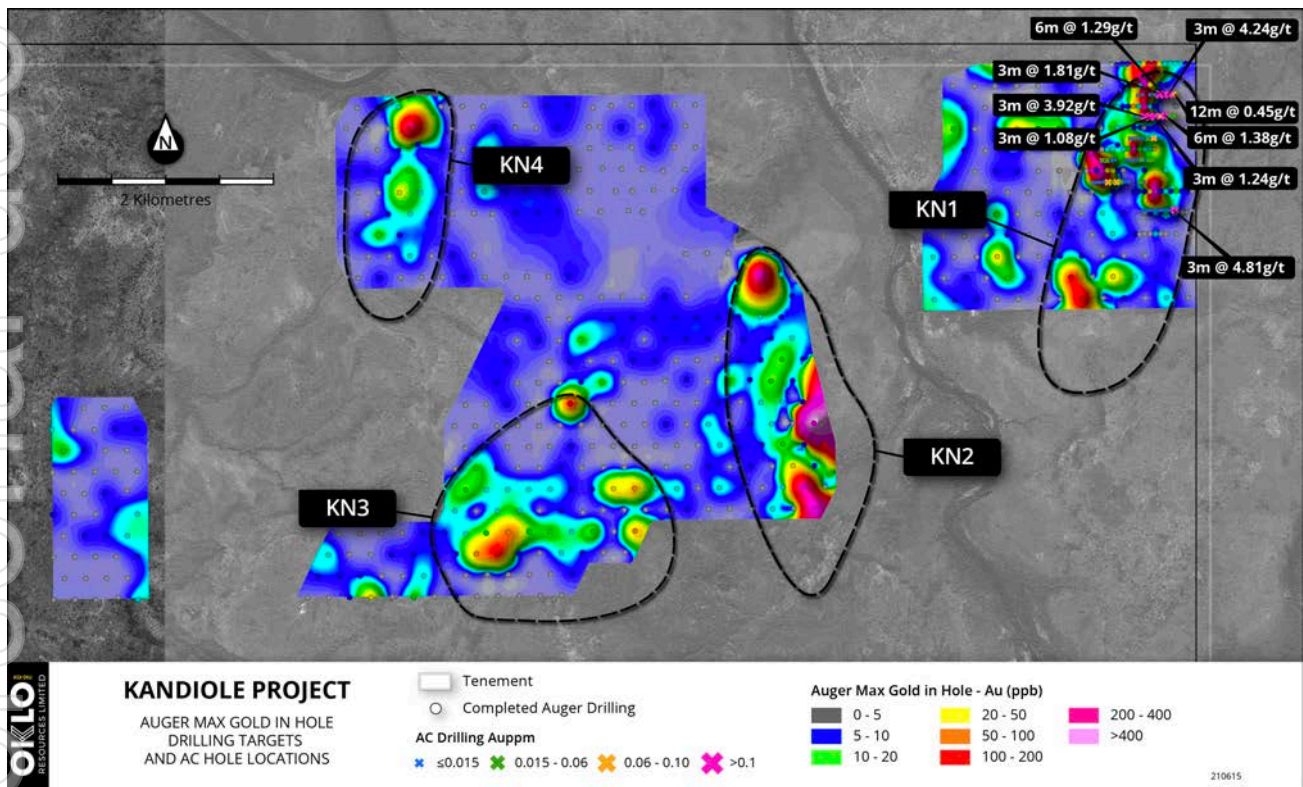 6m @ 1.29g/t
3m @ 4.24g/t
3m @ 1.81g/t
3m @ 3.92g/t
12m @ 0.45g/t
3m @ 1.08g/t
6m @ 1.38g/t
3m @ 1.24g/t
3m @ 4.81g/t
N
2 Kilometres
KN4
KN1
KN2
KN3
OKLO
RESOURCES LIMITED
KANDIOLE PROJECT
AUGER MAX GOLD IN HOLE
DRILLING TARGETS
AND AC HOLE LOCATIONS
Tenement
Completed Auger Drilling
AC Drilling Auppm
≤0.015
0.015 - 0.06
0.06 - 0.10
>0.1
Auger Max Gold in Hole - Au (ppb)
0 - 5
5 - 10
10 - 20
20 - 50
50 - 100
100 - 200
200 - 400
>400
210615